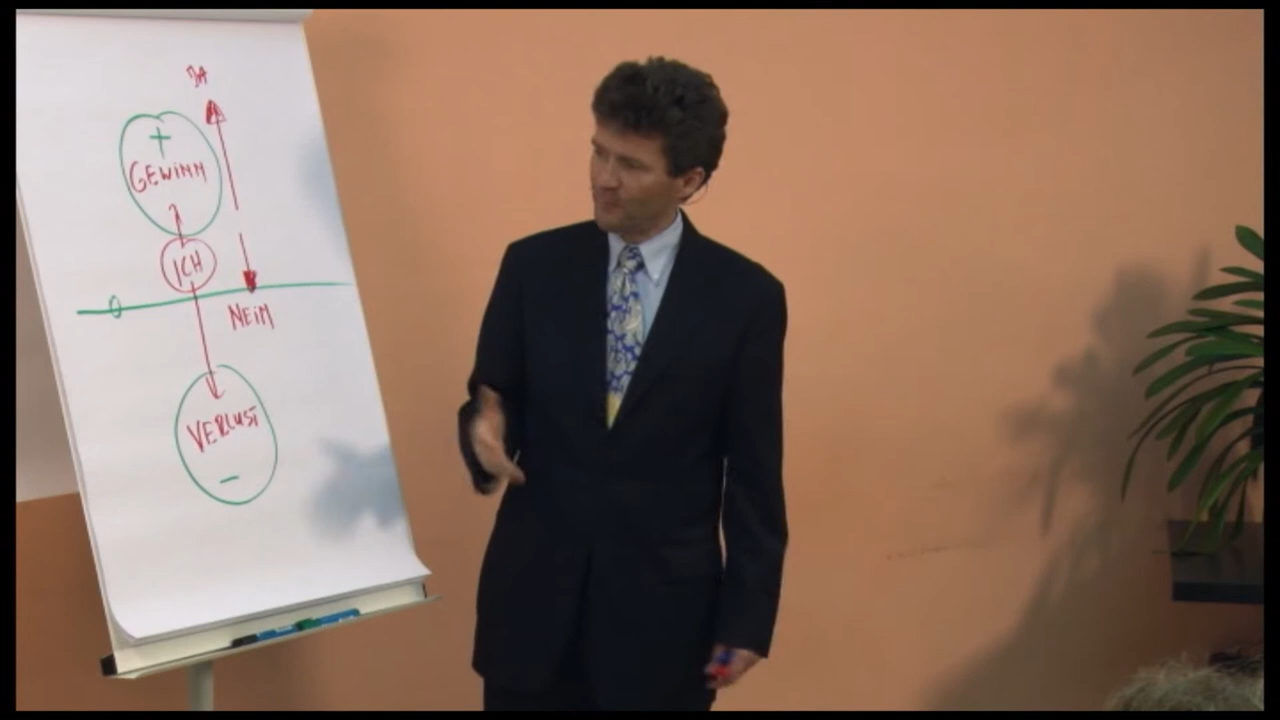 JA
+
GEWINN
ICH
0
NEIN
VERLUST
-